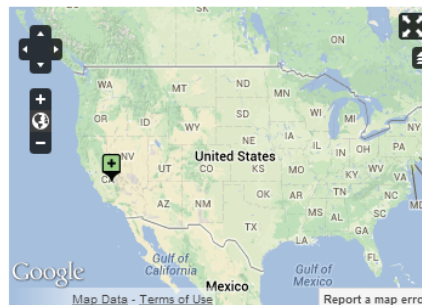 SK
ON
WA
MT
ND
MN
OR
ID
SD
WI
MI
WY
IA
NE
PA
NV
IL
IN
OH
United States
UT
CO
KS
MO
KY
VA
CA
OK
TN
NC
AZ
NM
AR
SC
MS
AL
GA
TX
LA
FL
Gulf of
California
Gulf of
Mexico
Mexico
Google
Map Data - Terms of Use
Report a map erro